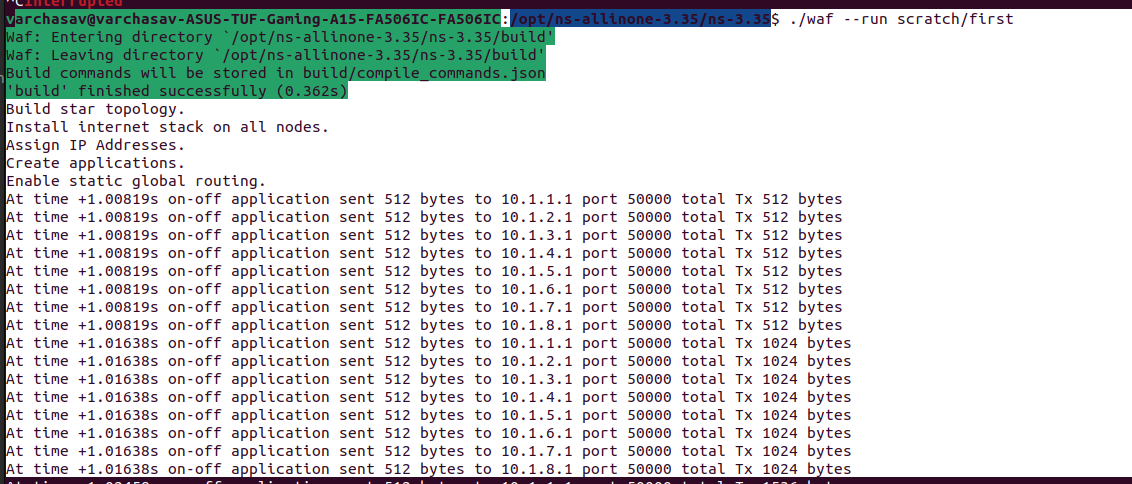 ^CInterrupted
varchasav@varchasav-ASUS-TUF-Gaming-A15-FA506IC-FA506IC:/opt/ns-allinone-3.35/ns-3.35$ ./waf --run scratch/first
Waf: Entering directory `/opt/ns-allinone-3.35/ns-3.35/build'
Waf: Leaving directory `/opt/ns-allinone-3.35/ns-3.35/build'
Build commands will be stored in build/compile_commands.json
'build' finished successfully (0.362s)
Build star topology.
Install internet stack on all nodes.
Assign IP Addresses.
Create applications.
Enable static global routing.
At time +1.00819s on-off application sent 512 bytes to 10.1.1.1 port 50000 total Tx 512 bytes
At time +1.00819s on-off application sent 512 bytes to 10.1.2.1 port 50000 total Tx 512 bytes
At time +1.00819s on-off application sent 512 bytes to 10.1.3.1 port 50000 total Tx 512 bytes
At time +1.00819s on-off application sent 512 bytes to 10.1.4.1 port 50000 total Tx 512 bytes
At time +1.00819s on-off application sent 512 bytes to 10.1.5.1 port 50000 total Tx 512 bytes
At time +1.00819s on-off application sent 512 bytes to 10.1.6.1 port 50000 total Tx 512 bytes
At time +1.00819s on-off application sent 512 bytes to 10.1.7.1 port 50000 total Tx 512 bytes
At time +1.00819s on-off application sent 512 bytes to 10.1.8.1 port 50000 total Tx 512 bytes
At time +1.01638s on-off application sent 512 bytes to 10.1.1.1 port 50000 total Tx 1024 bytes
At time +1.01638s on-off application sent 512 bytes to 10.1.2.1 port 50000 total Tx 1024 bytes
At time +1.01638s on-off application sent 512 bytes to 10.1.3.1 port 50000 total Tx 1024 bytes
At time +1.01638s on-off application sent 512 bytes to 10.1.4.1 port 50000 total Tx 1024 bytes
At time +1.01638s on-off application sent 512 bytes to 10.1.5.1 port 50000 total Tx 1024 bytes
At time +1.01638s on-off application sent 512 bytes to 10.1.6.1 port 50000 total Tx 1024 bytes
At time +1.01638s on-off application sent 512 bytes to 10.1.7.1 port 50000 total Tx 1024 bytes
At time +1.01638s on-off application sent 512 bytes to 10.1.8.1 port 50000 total Tx 1024 bytes